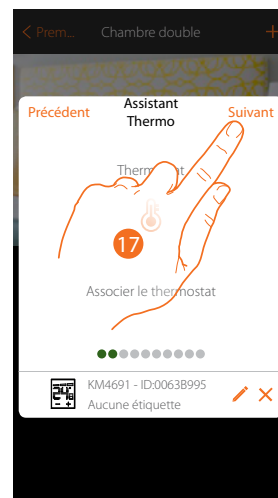 < Prem... Chambre double +
Précédent Assistant Suivant
Thermo
Thermostat
17
Associer le thermostat
KM4691 - ID:0063B995
Aucune étiquette